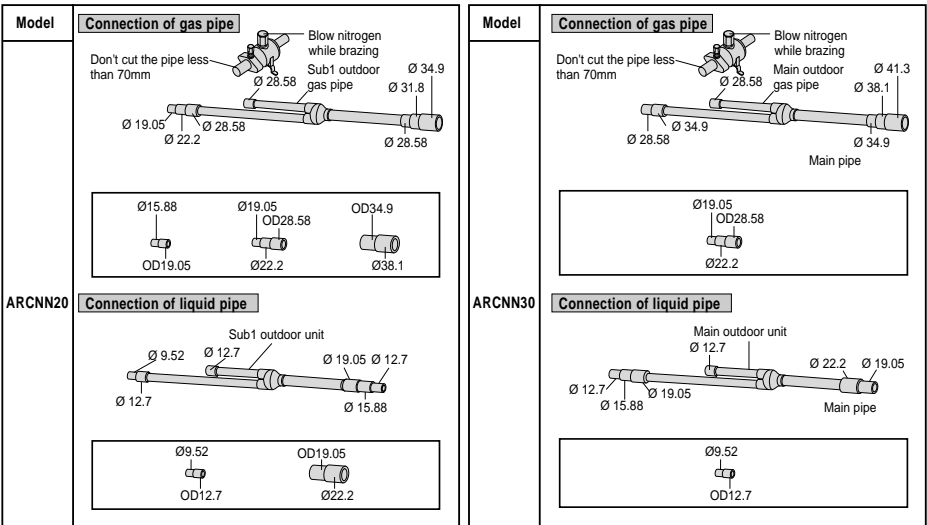 Model
Connection of gas pipe
Blow nitrogen
while brazing
Don't cut the pipe less
than 70mm
Sub1 outdoor
gas pipe
Ø 28.58
Ø 34.9
Ø 31.8
Ø 19.05
Ø 22.2
Ø 28.58
Ø 28.58
Ø15.88
OD19.05
Ø19.05
OD28.58
Ø22.2
OD34.9
Ø38.1
ARCNN20
Connection of liquid pipe
Sub1 outdoor unit
Ø 9.52
Ø 12.7
Ø 19.05
Ø 12.7
Ø 12.7
Ø 15.88
Ø9.52
OD12.7
OD19.05
Ø22.2
Model
Connection of gas pipe
Blow nitrogen
while brazing
Don't cut the pipe less
than 70mm
Main outdoor
gas pipe
Ø 28.58
Ø 41.3
Ø 38.1
Ø 28.58
Ø 34.9
Ø 34.9
Main pipe
Ø19.05
OD28.58
Ø22.2
ARCNN30
Connection of liquid pipe
Main outdoor unit
Ø 12.7
Ø 22.2
Ø 19.05
Ø 12.7
Ø 15.88
Ø 19.05
Main pipe
Ø9.52
OD12.7